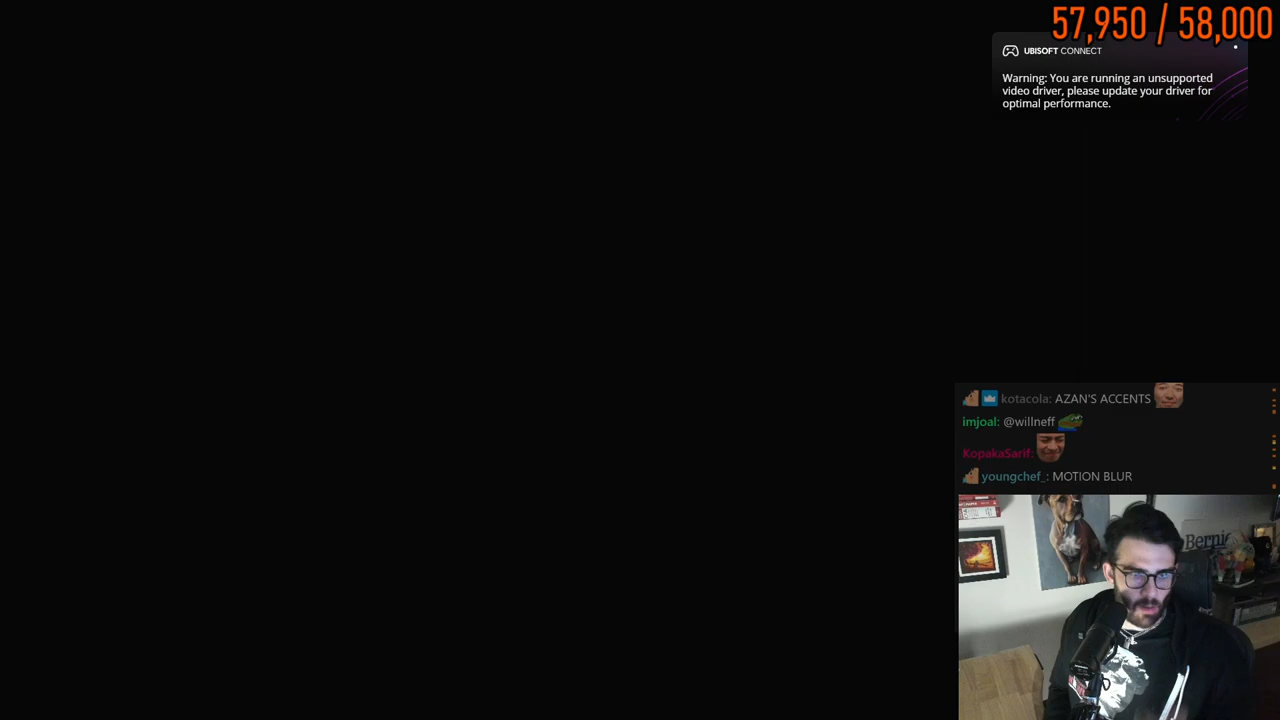 57,950 / 58,000
UBISOFT CONNECT
Warning: You are running an unsupported
video driver, please update your driver for
optimal performance.
kotacola: AZAN'S ACCENTS
imjoal: @willneff
KopakaSarif:
youngchef_: MOTION BLUR
Bernie